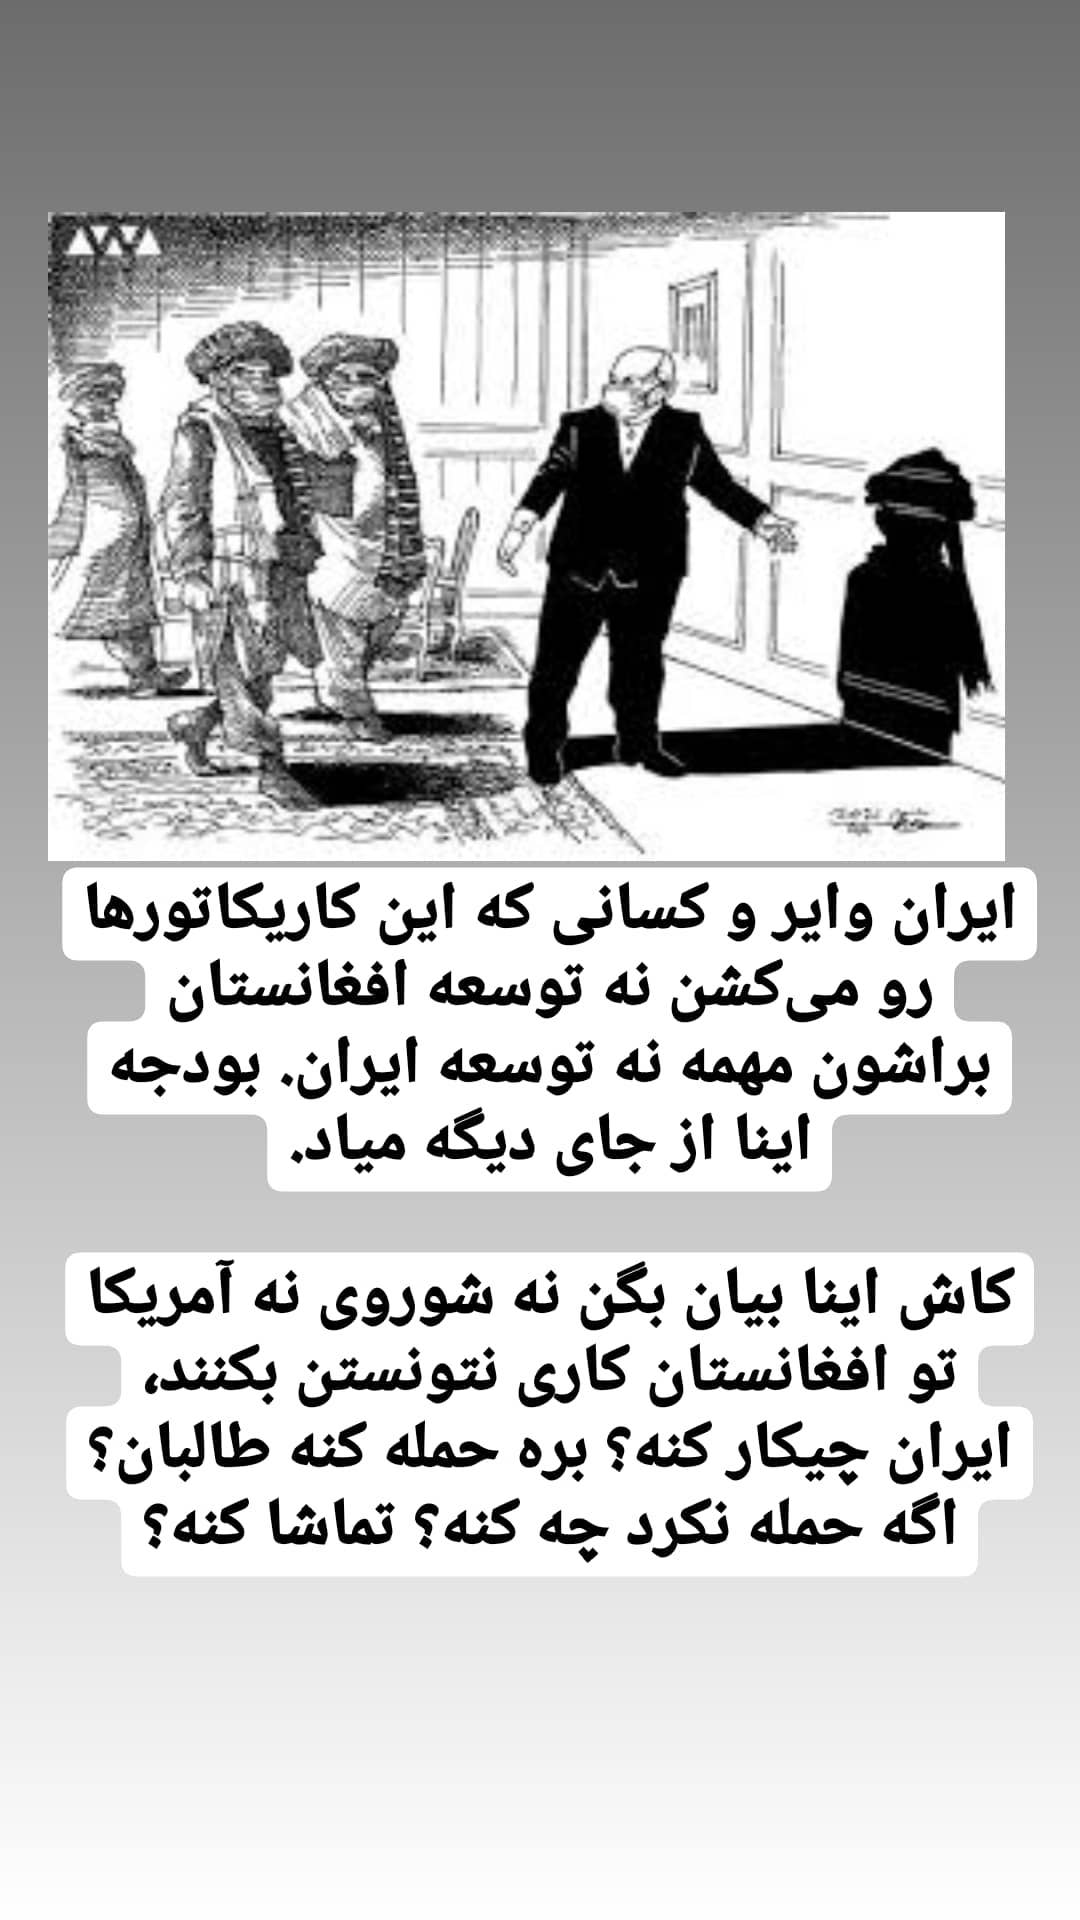 ایران وایر و کسانی که این کاریکاتورها
رو می‌کشن نه توسعه افغانستان
براشون مهمه نه توسعه ایران. بودجه
اینا از جای دیگه میاد.
کاش اینا بیان بگن نه شوروی نه آمریکا
تو افغانستان کاری نتونستن بکنند،
ایران چیکار کنه؟ بره حمله کنه طالبان؟
اگه حمله نکرد چه کنه؟ تماشا کنه؟